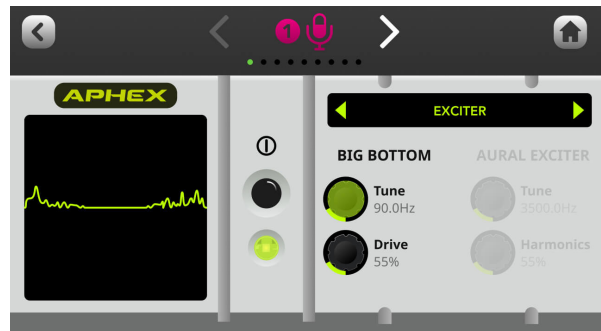 1
APHEX
EXCITER
BIG BOTTOM
AURAL EXCITER
Tune
90.0Hz
Tune
3500.0Hz
Drive
55%
Harmonics
55%